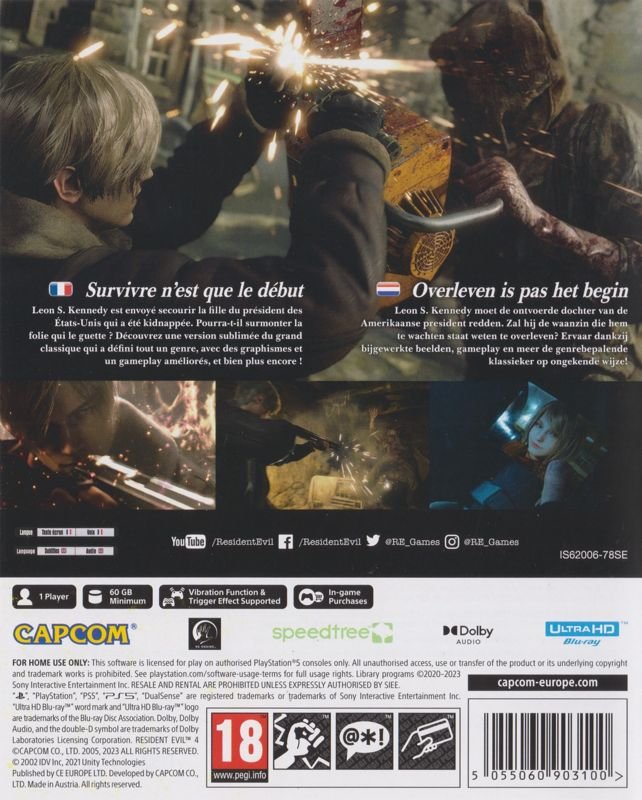 Survivre n'est que le début
Leon S. Kennedy est envoyé secourir la fille du président des
États-Unis qui a été kidnappée. Pourra-t-il surmonter la
folie qui le guette ? Découvrez une version sublimée du grand
classique qui a défini tout un genre, avec des graphismes et
un gameplay améliorés, et bien plus encore !
Overleven is pas het begin
Leon S. Kennedy moet de ontvoerde dochter van de
Amerikaanse president redden. Zal hij de waanzin die hem
te wachten staat weten te overleven? Ervaar dankzij
bijgewerkte beelden, gameplay en meer de genrebepalende
klassieker op ongekende wijze!
Langue Texte écran Voix
Language Subtitles Audio
YouTube /ResidentEvil /ResidentEvil @RE_Games @RE_Games
IS62006-78SE
1 Player
60 GB
Minimum
Vibration Function &
Trigger Effect Supported
In-game
Purchases
CAPCOM®
RE ENGINE
speedtree
Dolby
AUDIO
ULTRA HD
Blu-ray
™
FOR HOME USE ONLY: This software is licensed for play on authorised PlayStation®5 consoles only. All unauthorised access, use or transfer of the product or its underlying copyright
and trademark works is prohibited. See playstation.com/software-usage-terms for full usage rights. Library programs ©2020–2023
Sony Interactive Entertainment Inc. RESALE AND RENTAL ARE PROHIBITED UNLESS EXPRESSLY AUTHORISED BY SIEE.
"PS", "PlayStation", "PS5", "PS5", "DualSense" are registered trademarks or trademarks of Sony Interactive Entertainment Inc.
"Ultra HD Blu-ray™" word mark and "Ultra HD Blu-ray™" logo
are trademarks of the Blu-ray Disc Association. Dolby, Dolby
Audio, and the double-D symbol are trademarks of Dolby
Laboratories Licensing Corporation. RESIDENT EVIL™ 4
©CAPCOM CO., LTD. 2005, 2023 ALL RIGHTS RESERVED.
© 2002 IDV Inc, 2021 Unity Technologies
Published by CE EUROPE LTD. Developed by CAPCOM CO.,
LTD. Made in Austria. All rights reserved.
capcom-europe.com
18
www.pegi.info
@*!
5 055060 903100 >